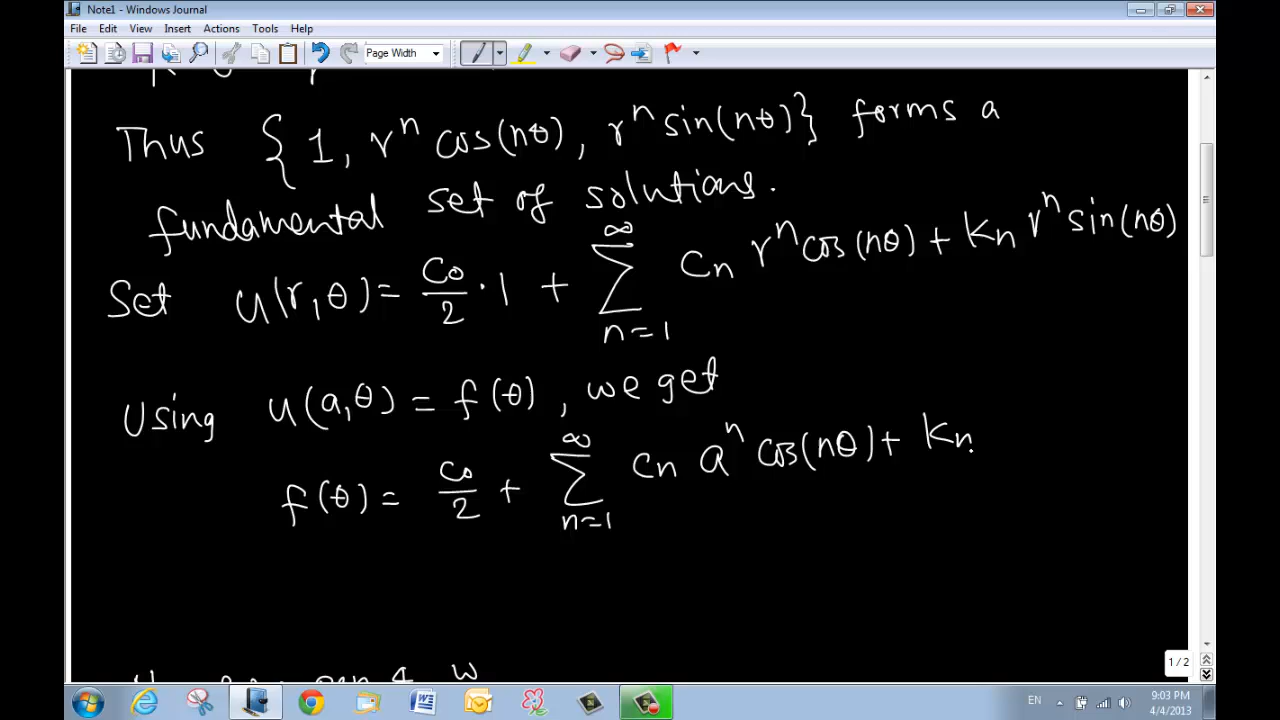 Note1 - Windows Journal
File Edit View Insert Actions Tools Help
Page Width
Thus {1, rⁿ cos(nθ), rⁿ sin(nθ)} forms a
fundamental set of solutions.
Set u(r,θ) = c₀/2 · 1 + ∑_{n=1}^{∞} cₙ rⁿ cos(nθ) + kₙ rⁿ sin(nθ)
Using u(a,θ) = f(θ), we get
f(θ) = c₀/2 + ∑_{n=1}^{∞} cₙ aⁿ cos(nθ) + kₙ
1 / 2
EN
9:03 PM
4/4/2013